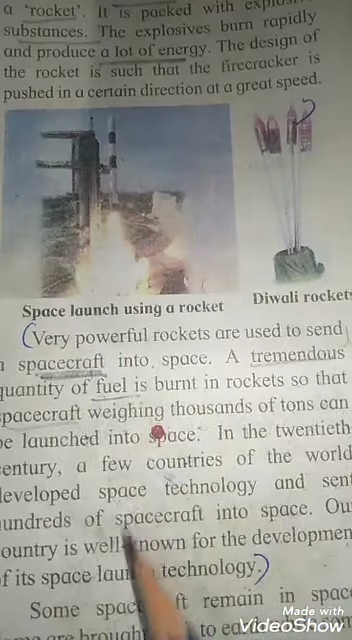 a 'rocket'. It is packed with
substances. The explosives burn rapidly
and produce a lot of energy. The design of
the rocket is such that the firecracker is
pushed in a certain direction at a great speed.
Space launch using a rocket
Diwali rockets
(Very powerful rockets are used to send
spacecraft into space. A tremendous
quantity of fuel is burnt in rockets so that
spacecraft weighing thousands of tons can
be launched into space. In the twentieth
century, a few countries of the world
developed space technology and sent
hundreds of spacecraft into space. Our
country is well known for the development
of its space technology.)
Some remain in space
to
Made with
VideoShow